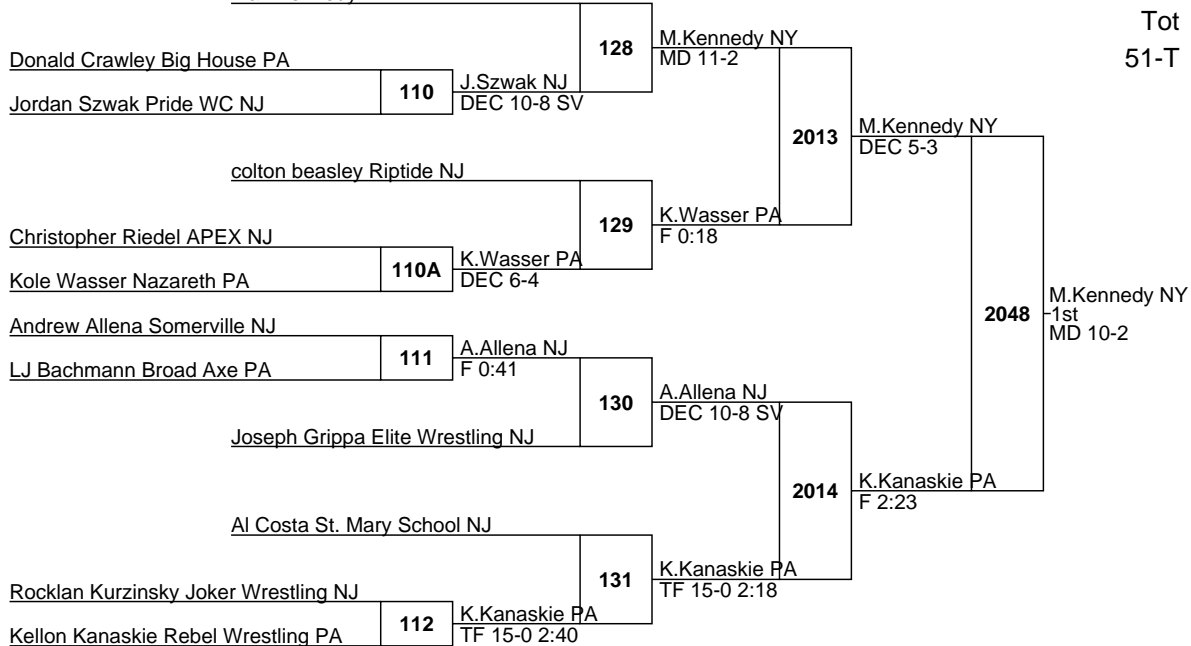 Tot
51-T
128
M.Kennedy NY
MD 11-2
Donald Crawley Big House PA
110
J.Szwak NJ
DEC 10-8 SV
Jordan Szwak Pride WC NJ
2013
M.Kennedy NY
DEC 5-3
colton beasley Riptide NJ
129
K.Wasser PA
F 0:18
Christopher Riedel APEX NJ
110A
K.Wasser PA
DEC 6-4
Kole Wasser Nazareth PA
2048
M.Kennedy NY
1st
MD 10-2
Andrew Allena Somerville NJ
111
A.Allena NJ
F 0:41
LJ Bachmann Broad Axe PA
130
A.Allena NJ
DEC 10-8 SV
Joseph Grippa Elite Wrestling NJ
2014
K.Kanaskie PA
F 2:23
Al Costa St. Mary School NJ
131
K.Kanaskie PA
TF 15-0 2:18
Rocklan Kurzinsky Joker Wrestling NJ
112
K.Kanaskie PA
TF 15-0 2:40
Kellon Kanaskie Rebel Wrestling PA